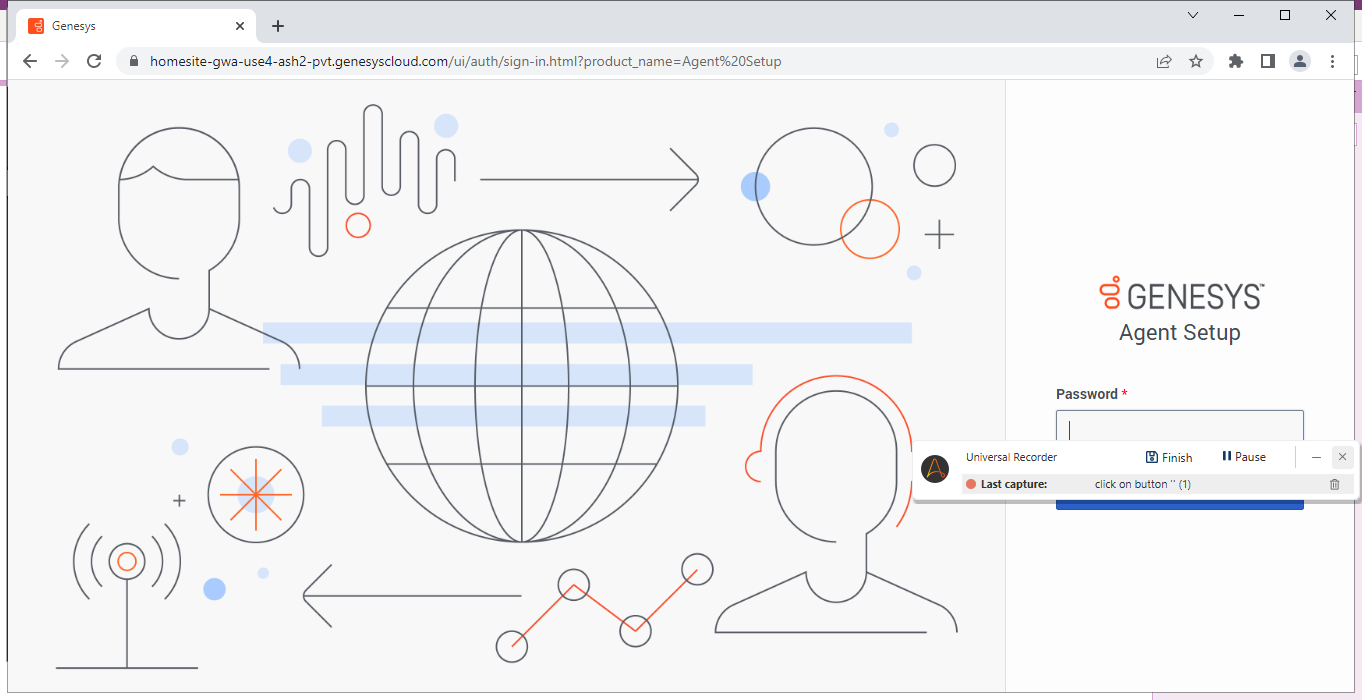 Genesys
homesite-gwa-use4-ash2-pvt.genesyscloud.com/ui/auth/sign-in.html?product_name=Agent%20Setup
GENESYS™
Agent Setup
Password *
Universal Recorder
Finish
Pause
Last capture: click on button '' (1)